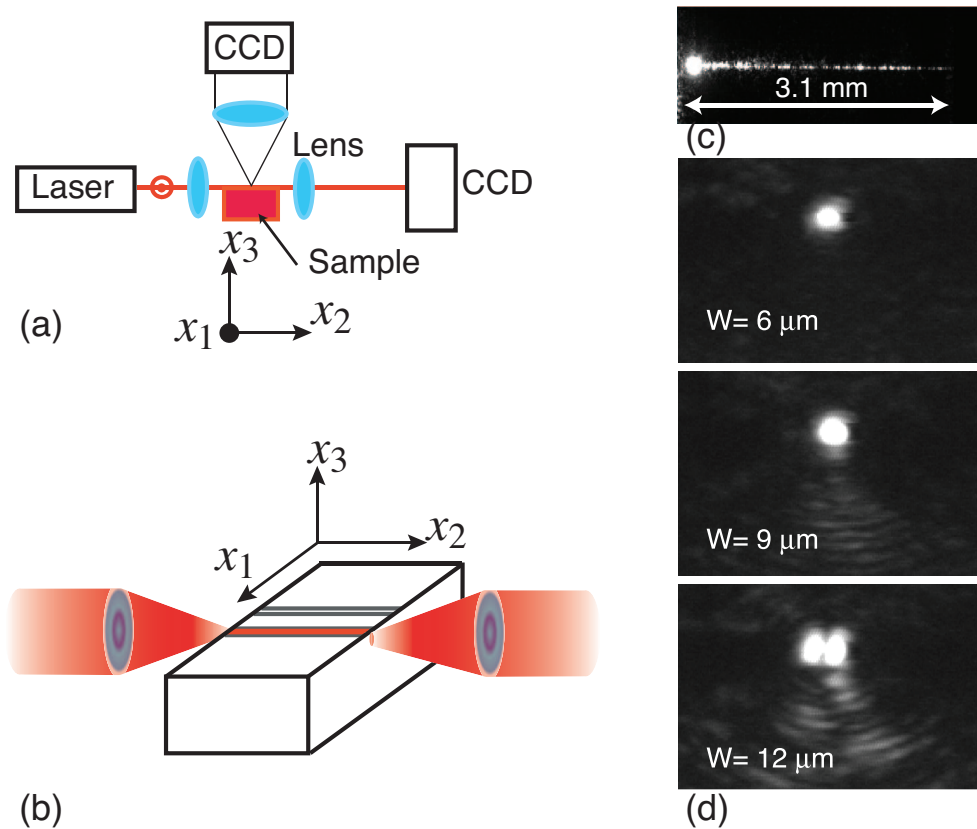 CCD
Lens
Laser
CCD
Sample
x3
x1
x2
(a)
x3
x2
x1
(b)
3.1 mm
(c)
W= 6 μm
W= 9 μm
W= 12 μm
(d)